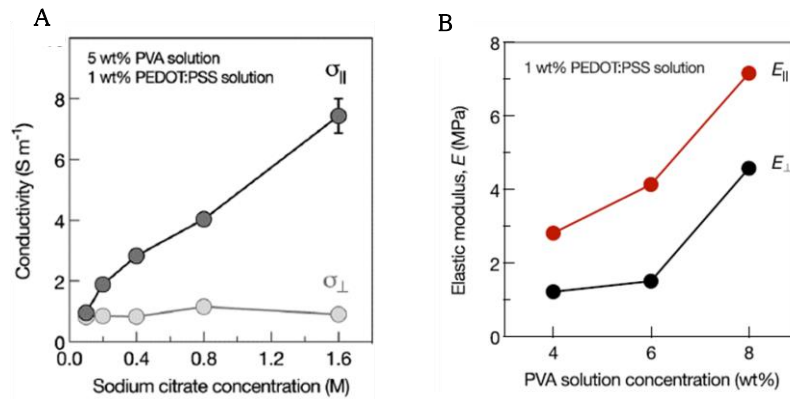 A
5 wt% PVA solution
1 wt% PEDOT:PSS solution
σ∥
8
6
4
2
0
Conductivity (S m⁻¹)
σ⊥
0.0 0.4 0.8 1.2 1.6
Sodium citrate concentration (M)
B
8
1 wt% PEDOT:PSS solution
E∥
6
4
E⊥
2
0
Elastic modulus, E (MPa)
4 6 8
PVA solution concentration (wt%)